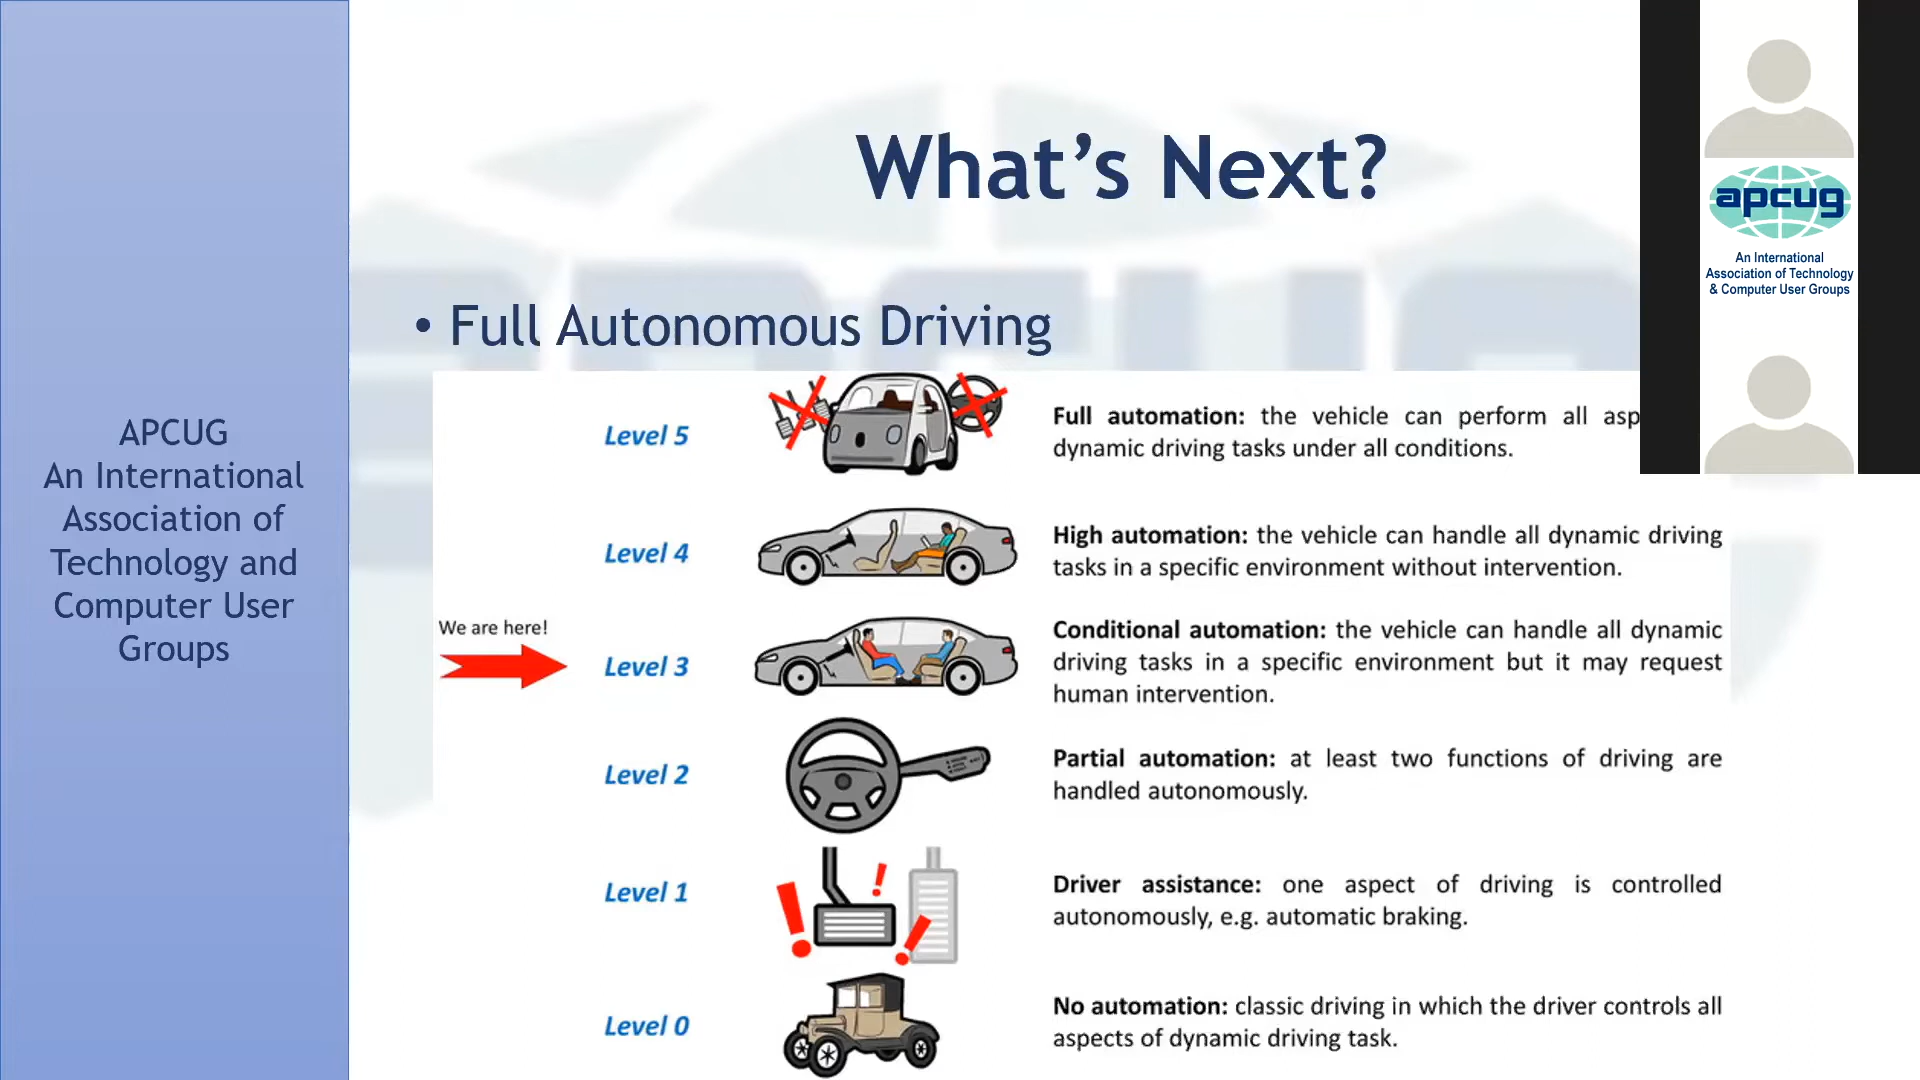 What's Next?
• Full Autonomous Driving
APCUG
An International
Association of
Technology and
Computer User
Groups
Level 5
Full automation: the vehicle can perform all
dynamic driving tasks under all conditions.
Level 4
High automation: the vehicle can handle all dynamic driving
tasks in a specific environment without intervention.
We are here!
Level 3
Conditional automation: the vehicle can handle all dynamic
driving tasks in a specific environment but it may request
human intervention.
Level 2
Partial automation: at least two functions of driving are
handled autonomously.
Level 1
Driver assistance: one aspect of driving is controlled
autonomously, e.g. automatic braking.
Level 0
No automation: classic driving in which the driver controls all
aspects of dynamic driving task.
apcug
An International
Association of Technology
& Computer User Groups